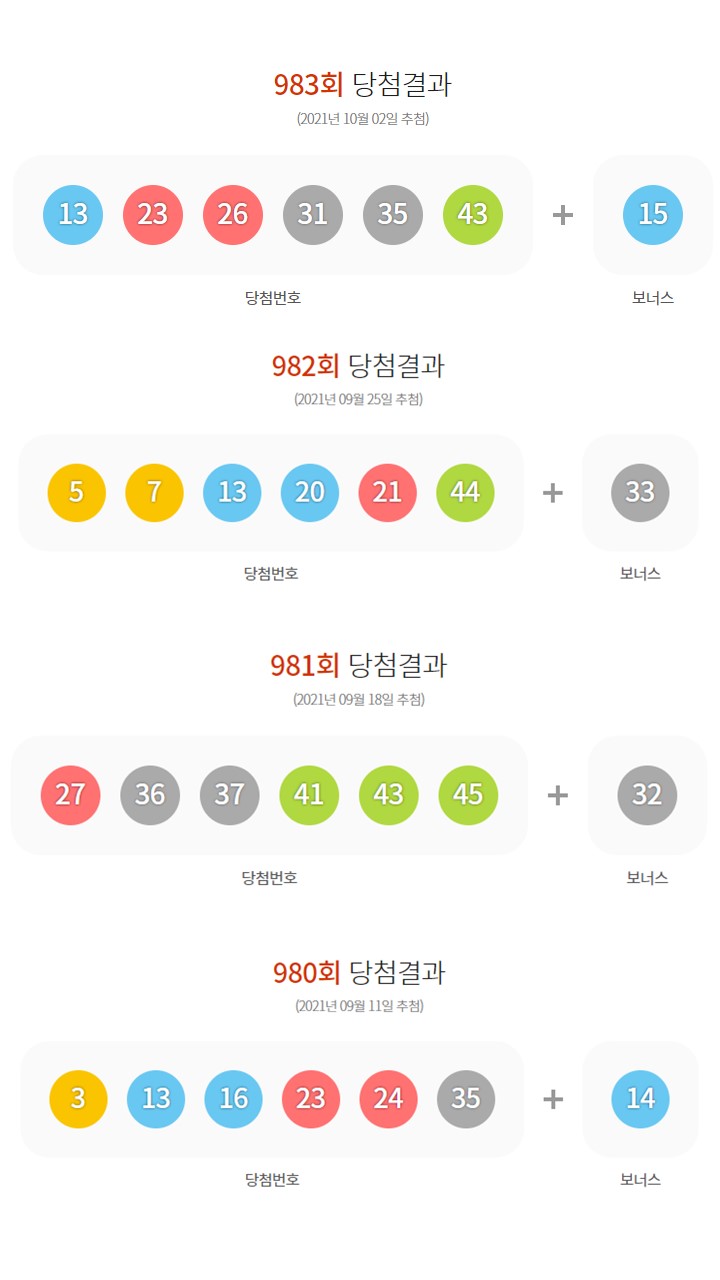 983회 당첨결과
(2021년 10월 02일 추첨)
13 23 26 31 35 43 + 15
당첨번호 보너스
982회 당첨결과
(2021년 09월 25일 추첨)
5 7 13 20 21 44 + 33
당첨번호 보너스
981회 당첨결과
(2021년 09월 18일 추첨)
27 36 37 41 43 45 + 32
당첨번호 보너스
980회 당첨결과
(2021년 09월 11일 추첨)
3 13 16 23 24 35 + 14
당첨번호 보너스